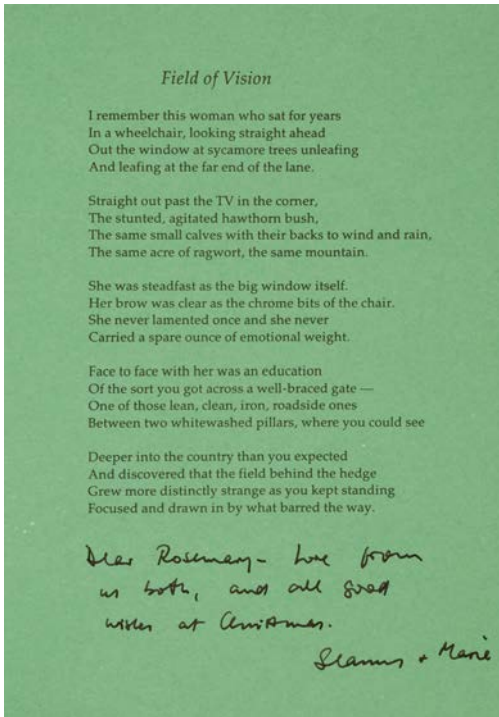 Field of Vision
I remember this woman who sat for years
In a wheelchair, looking straight ahead
Out the window at sycamore trees unleafing
And leafing at the far end of the lane.
Straight out past the TV in the corner,
The stunted, agitated hawthorn bush,
The same small calves with their backs to wind and rain,
The same acre of ragwort, the same mountain.
She was steadfast as the big window itself.
Her brow was clear as the chrome bits of the chair.
She never lamented once and she never
Carried a spare ounce of emotional weight.
Face to face with her was an education
Of the sort you got across a well-braced gate —
One of those lean, clean, iron, roadside ones
Between two whitewashed pillars, where you could see
Deeper into the country than you expected
And discovered that the field behind the hedge
Grew more distinctly strange as you kept standing
Focused and drawn in by what barred the way.
Dear Rosemary - Love from
us both, and all good
wishes at Christmas.
Seamus + Marie